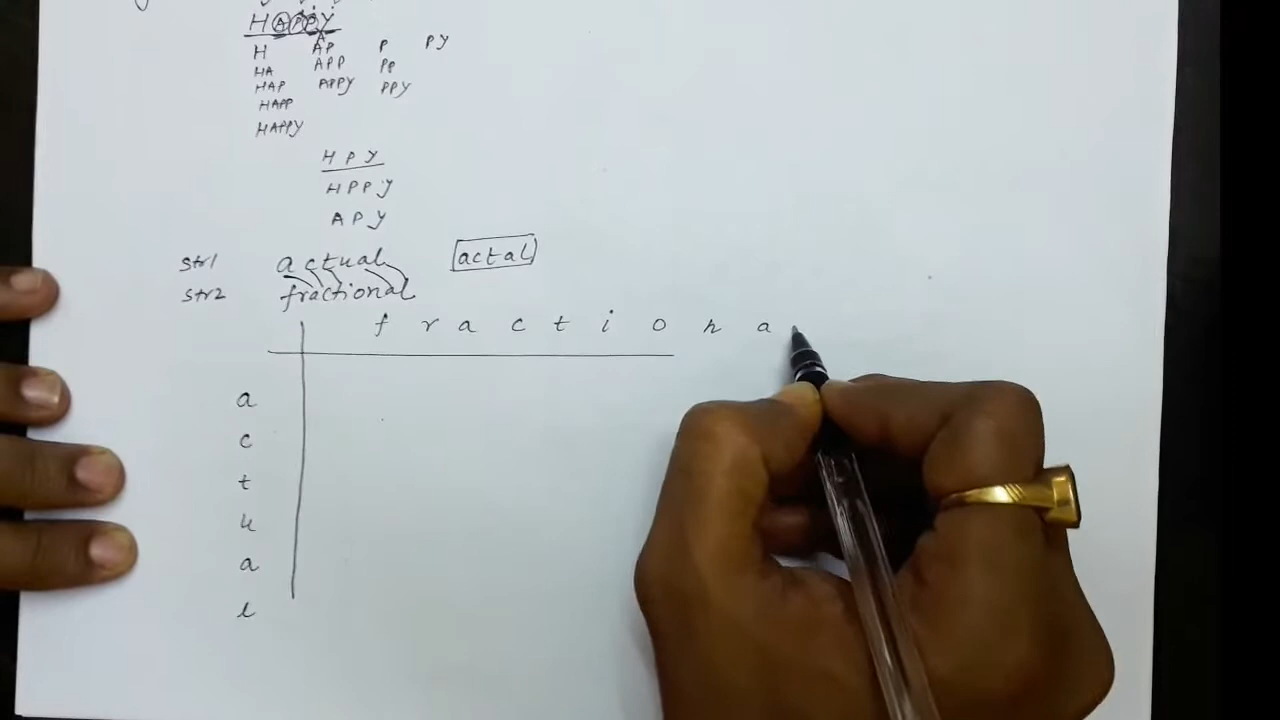 HAPPY
H AP P PY
HA APP PP
HAP APPY PPY
HAPP
HAPPY
HPY
HPPY
APY
str1 actual actal
str2 fractional
f r a c t i o n a
a
c
t
u
a
l